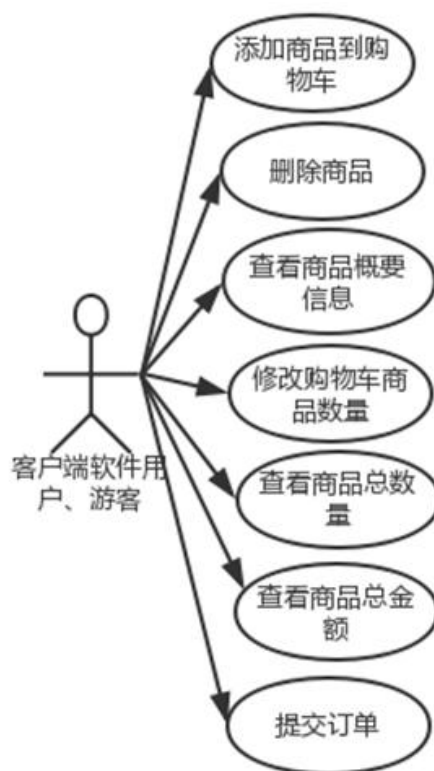 添加商品到购
物车
删除商品
查看商品概要
信息
修改购物车商
品数量
客户端软件用
户、游客
查看商品总数
量
查看商品总金
额
提交订单